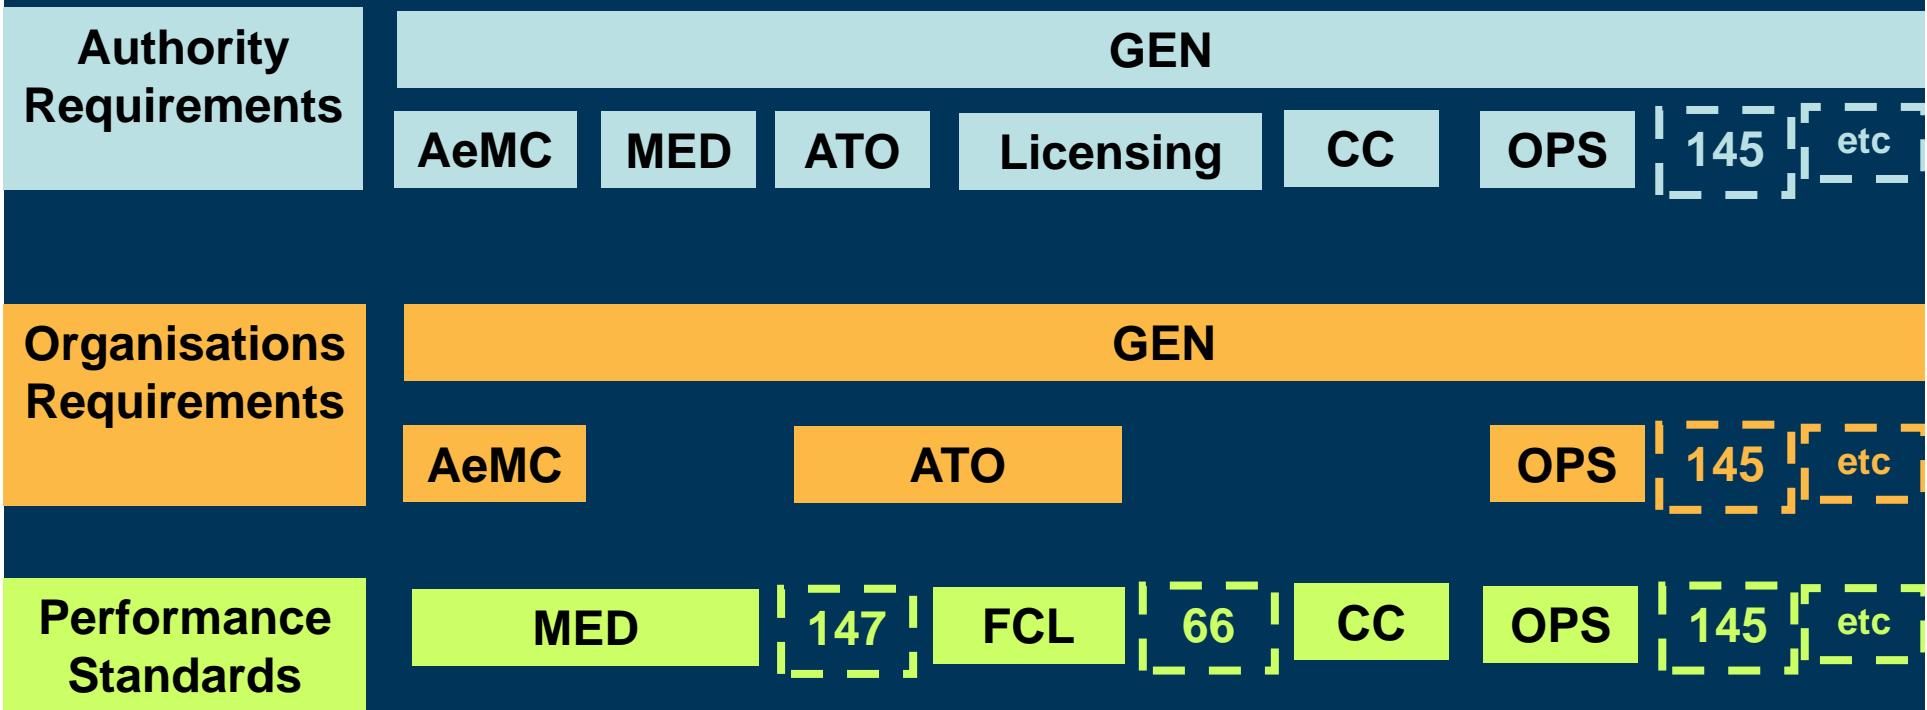 Authority
Requirements
GEN
AeMC MED ATO Licensing CC OPS 145 etc
Organisations
Requirements
GEN
AeMC ATO OPS 145 etc
Performance
Standards
MED 147 FCL 66 CC OPS 145 etc